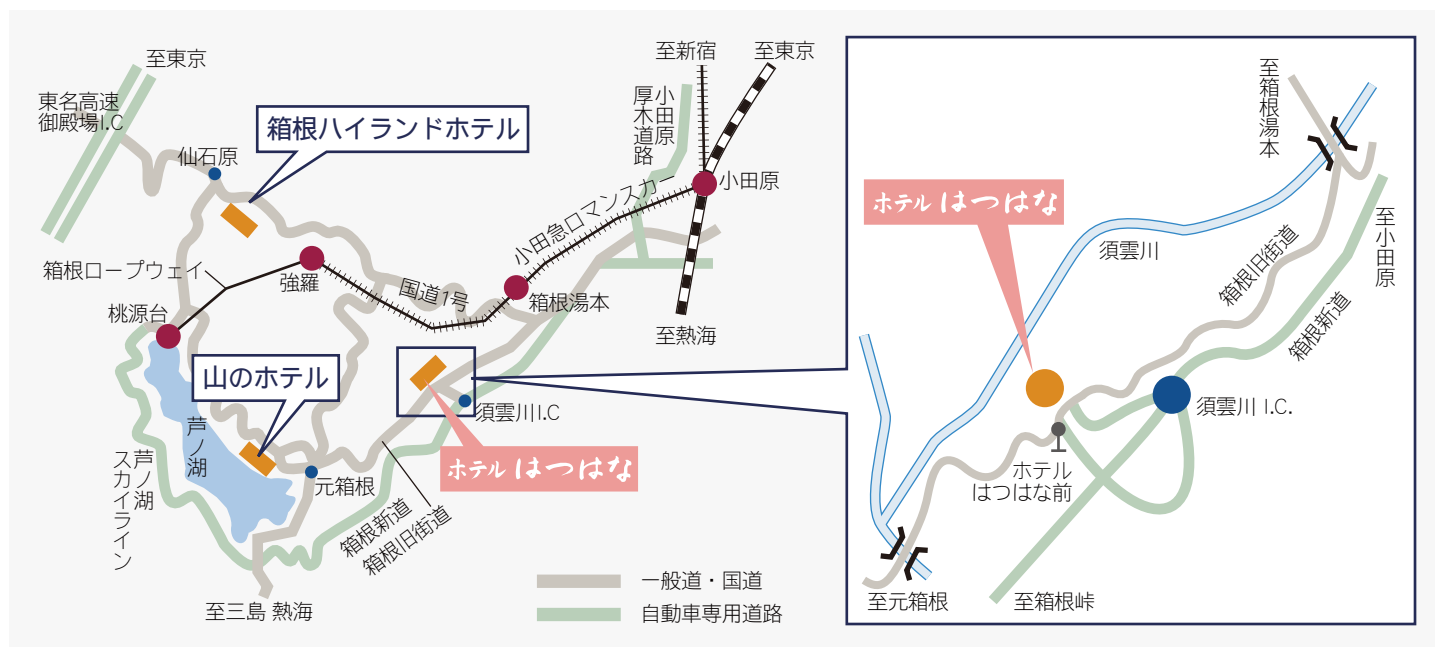 至東京
東名高速
御殿場I.C
仙石原
箱根ハイランドホテル
至新宿
至東京
小田原
厚木道路
小田原
小田急ロマンスカー
箱根ロープウェイ
強羅
国道1号
箱根湯本
至熱海
桃源台
山のホテル
芦ノ湖
芦ノ湖
スカイライン
元箱根
須雲川I.C
ホテル はつはな
箱根新道
箱根旧街道
至三島 熱海
一般道・国道
自動車専用道路
至箱根湯本
ホテル はつはな
須雲川
至小田原
箱根旧街道
箱根新道
須雲川 I.C.
ホテル
はつはな前
至元箱根
至箱根峠